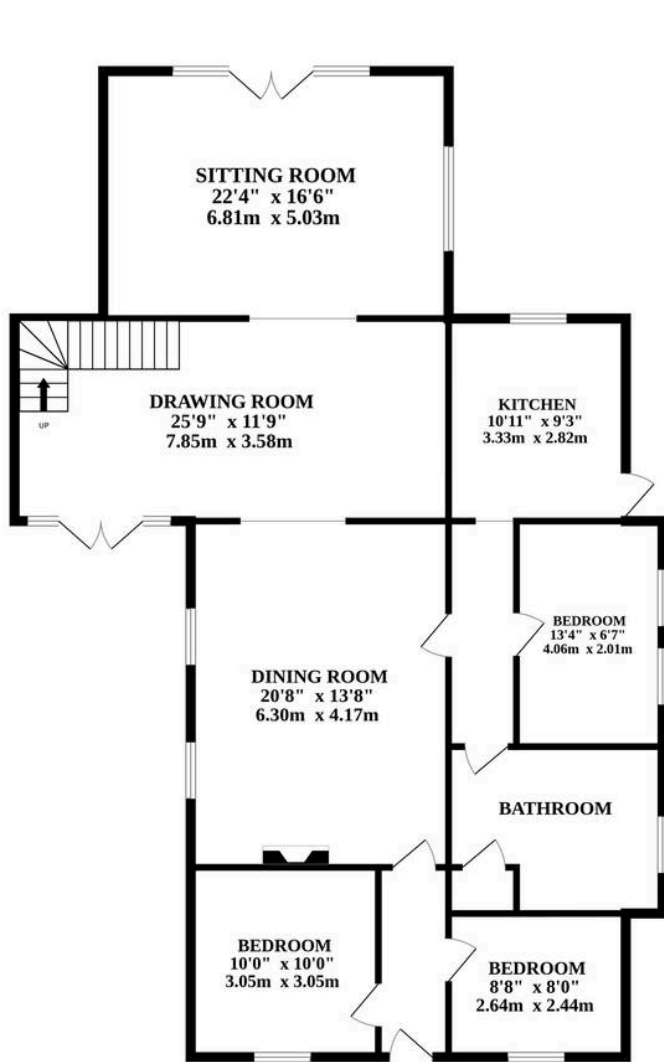 SITTING ROOM
22'4" x 16'6"
6.81m x 5.03m
DRAWING ROOM
25'9" x 11'9"
7.85m x 3.58m
UP
KITCHEN
10'11" x 9'3"
3.33m x 2.82m
BEDROOM
13'4" x 6'7"
4.06m x 2.01m
DINING ROOM
20'8" x 13'8"
6.30m x 4.17m
BATHROOM
BEDROOM
10'0" x 10'0"
3.05m x 3.05m
BEDROOM
8'8" x 8'0"
2.64m x 2.44m